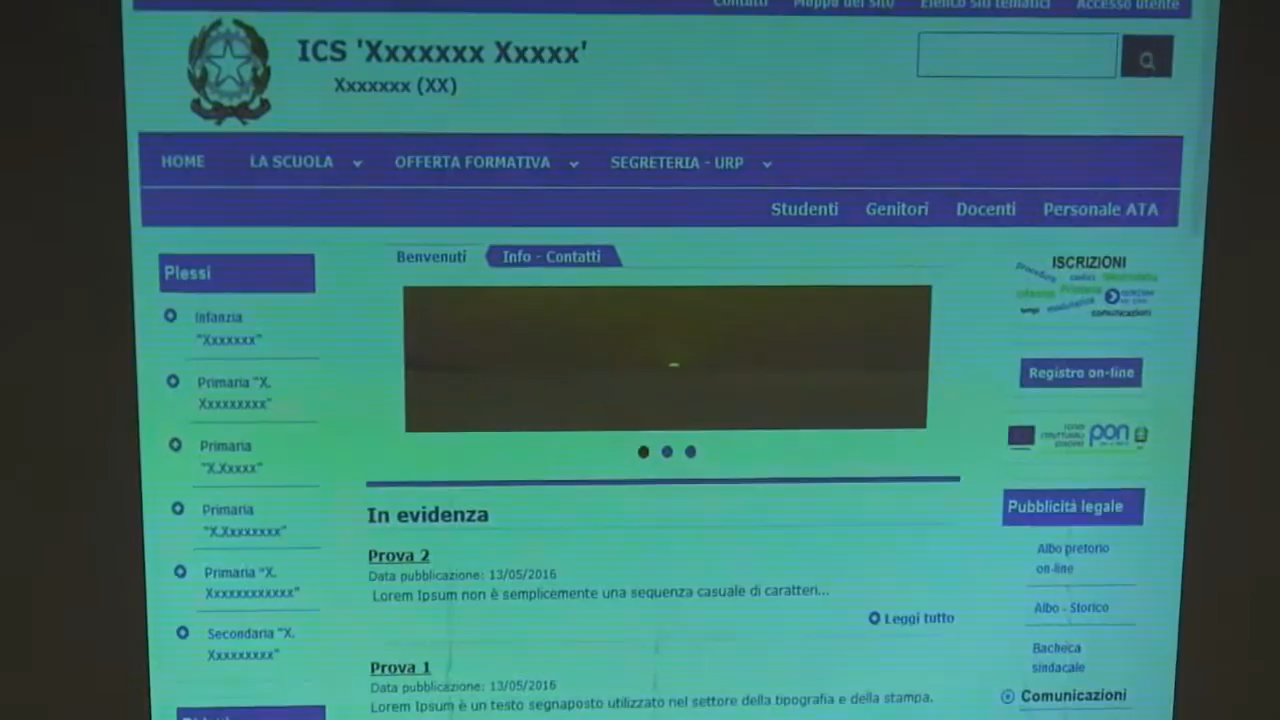 Contatti Mappa del sito Elenco siti tematici Accesso utente
ICS 'Xxxxxxx Xxxxx'
Xxxxxxx (XX)
HOME LA SCUOLA OFFERTA FORMATIVA SEGRETERIA - URP
Studenti Genitori Docenti Personale ATA
Plessi
Infanzia
"Xxxxxxx"
Primaria "X.
Xxxxxxxxx"
Primaria
"X.Xxxxx"
Primaria
"X.Xxxxxxxx"
Primaria "X.
Xxxxxxxxxxxx"
Secondaria "X.
Xxxxxxxxx"
Benvenuti Info - Contatti
In evidenza
Prova 2
Data pubblicazione: 13/05/2016
Lorem Ipsum non è semplicemente una sequenza casuale di caratteri...
Leggi tutto
Prova 1
Data pubblicazione: 13/05/2016
Lorem Ipsum è un testo segnaposto utilizzato nel settore della tipografia e della stampa.
ISCRIZIONI
procedura
comunicazioni
Registro on-line
pon
Pubblicità legale
Albo pretorio
on-line
Albo - Storico
Bacheca
sindacale
Comunicazioni